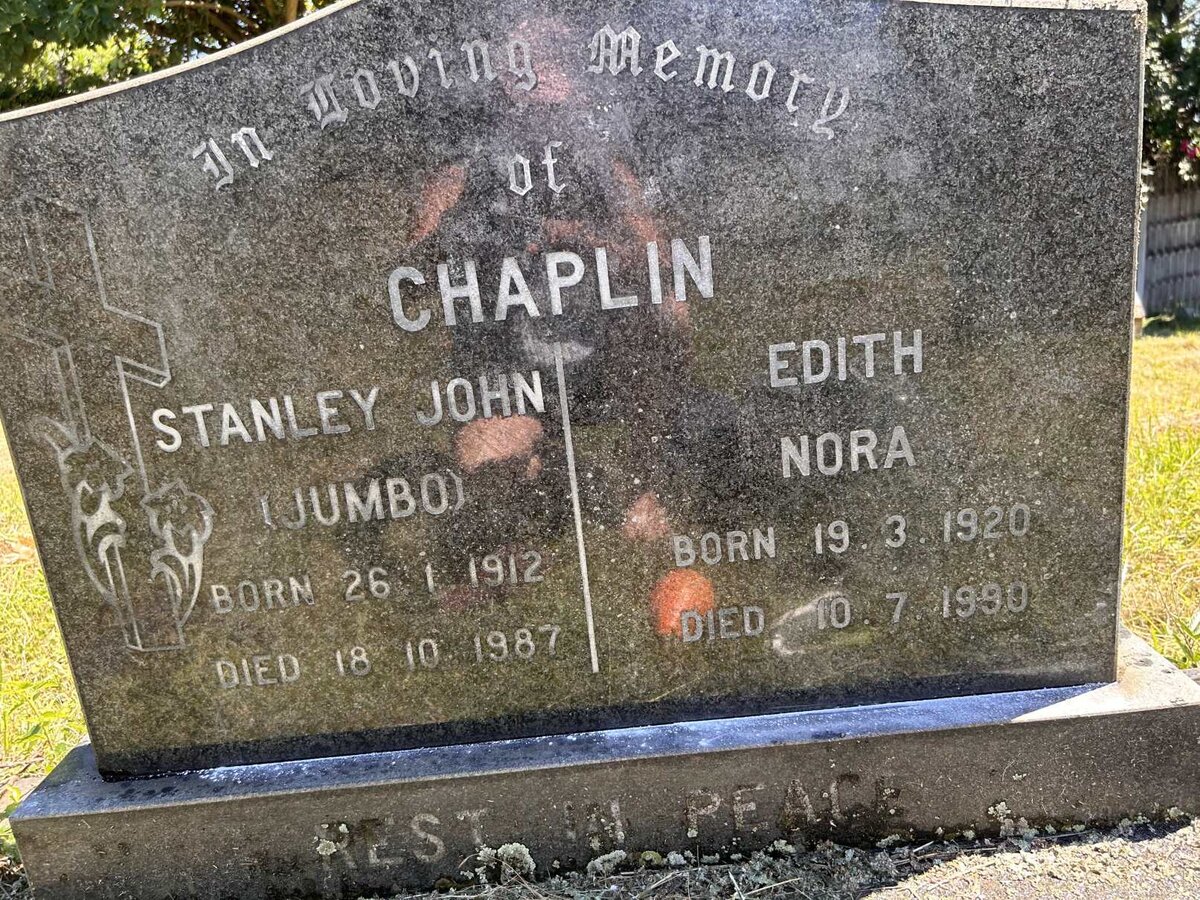 In Loving Memory
of
CHAPLIN
STANLEY JOHN
(JUMBO)
BORN 26.1.1912
DIED 18.10.1987
EDITH
NORA
BORN 19.3.1920
DIED 10.7.1990
REST IN PEACE